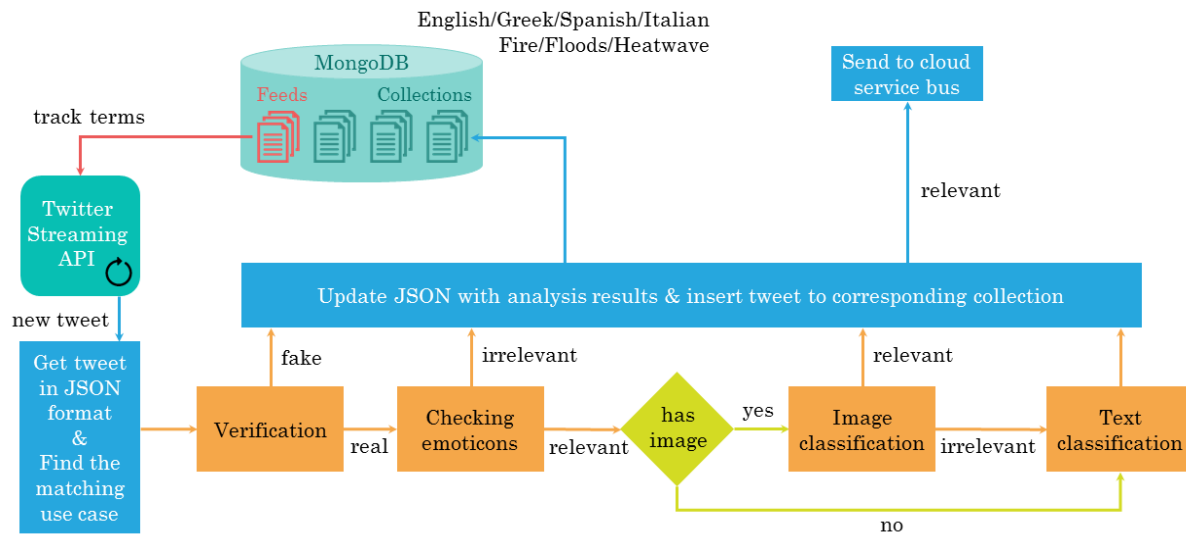 English/Greek/Spanish/Italian
Fire/Floods/Heatwave
MongoDB
Feeds
Collections
Send to cloud
service bus
track terms
relevant
Twitter
Streaming
API
Update JSON with analysis results & insert tweet to corresponding collection
new tweet
fake
irrelevant
relevant
Get tweet
in JSON
format
&
Find the
matching
use case
Verification
real
Checking
emoticons
relevant
has
image
yes
Image
classification
irrelevant
Text
classification
no